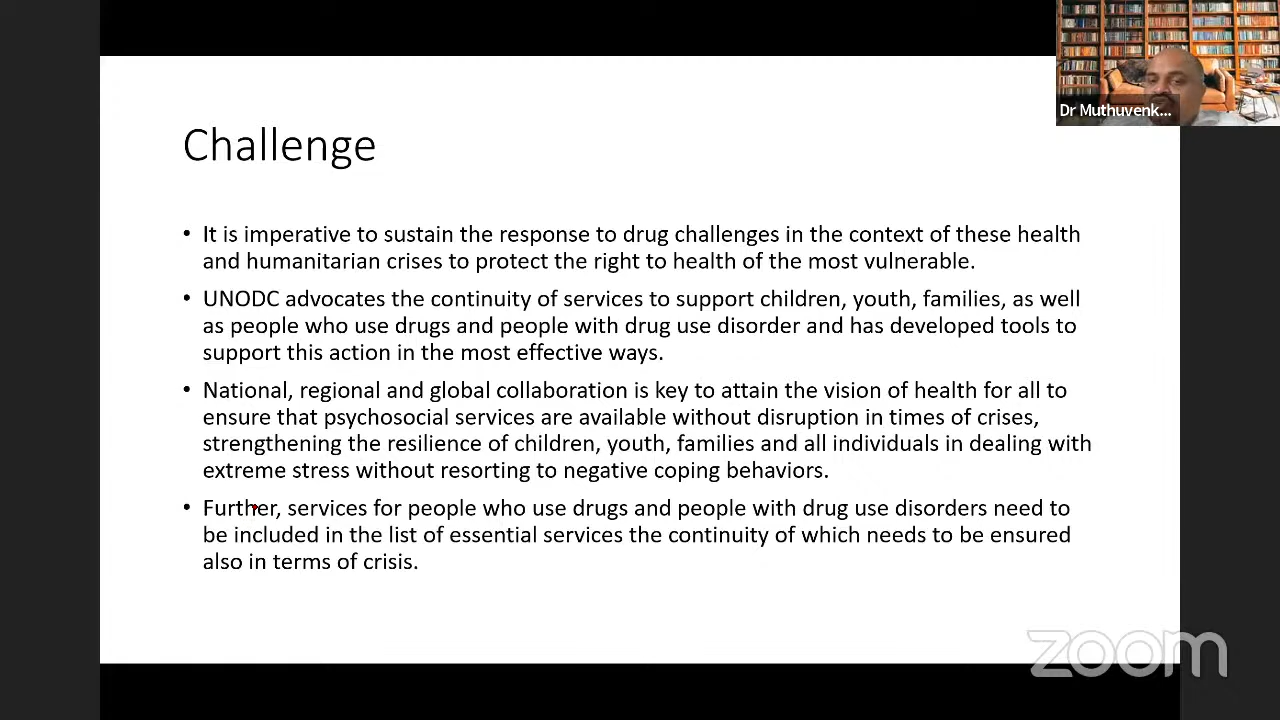 Dr Muthuvenk...
Challenge
• It is imperative to sustain the response to drug challenges in the context of these health
and humanitarian crises to protect the right to health of the most vulnerable.
• UNODC advocates the continuity of services to support children, youth, families, as well
as people who use drugs and people with drug use disorder and has developed tools to
support this action in the most effective ways.
• National, regional and global collaboration is key to attain the vision of health for all to
ensure that psychosocial services are available without disruption in times of crises,
strengthening the resilience of children, youth, families and all individuals in dealing with
extreme stress without resorting to negative coping behaviors.
• Further, services for people who use drugs and people with drug use disorders need to
be included in the list of essential services the continuity of which needs to be ensured
also in terms of crisis.
zoom